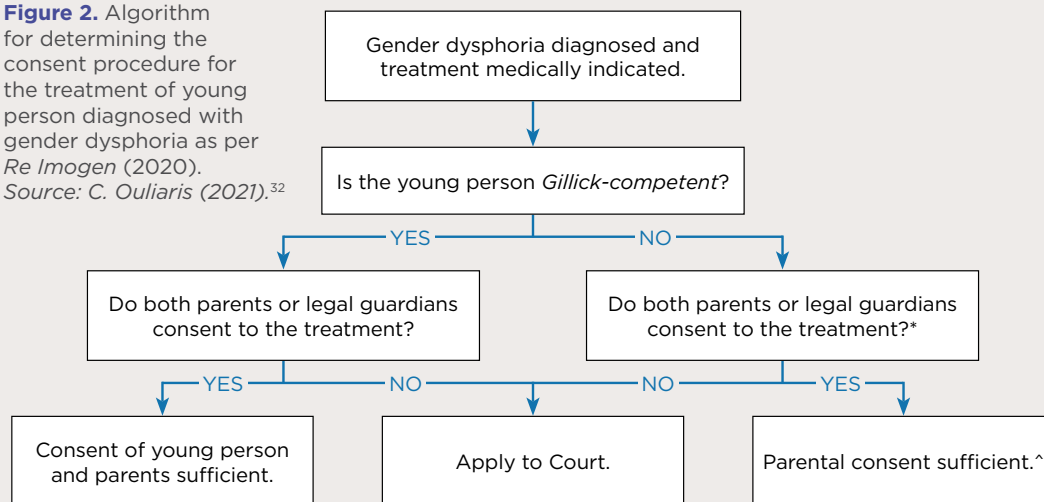 Figure 2. Algorithm
for determining the
consent procedure for
the treatment of young
person diagnosed with
gender dysphoria as per
Re Imogen (2020).
Source: C. Ouliaris (2021).32
Gender dysphoria diagnosed and
treatment medically indicated.
Is the young person Gillick-competent?
YES
NO
Do both parents or legal guardians
consent to the treatment?
Do both parents or legal guardians
consent to the treatment?*
YES
NO
NO
YES
Consent of young person
and parents sufficient.
Apply to Court.
Parental consent sufficient.^